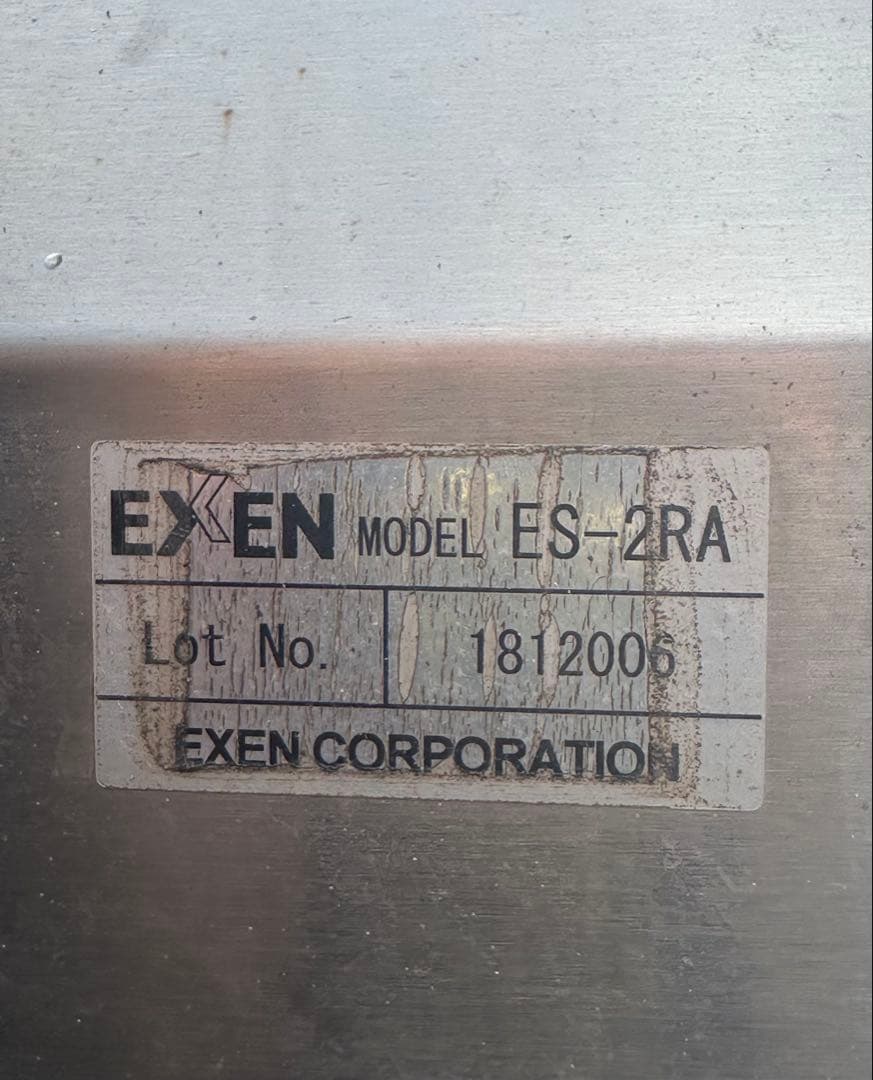 EXEN MODEL ES-2RA
Lot No. 1812006
EXEN CORPORATION